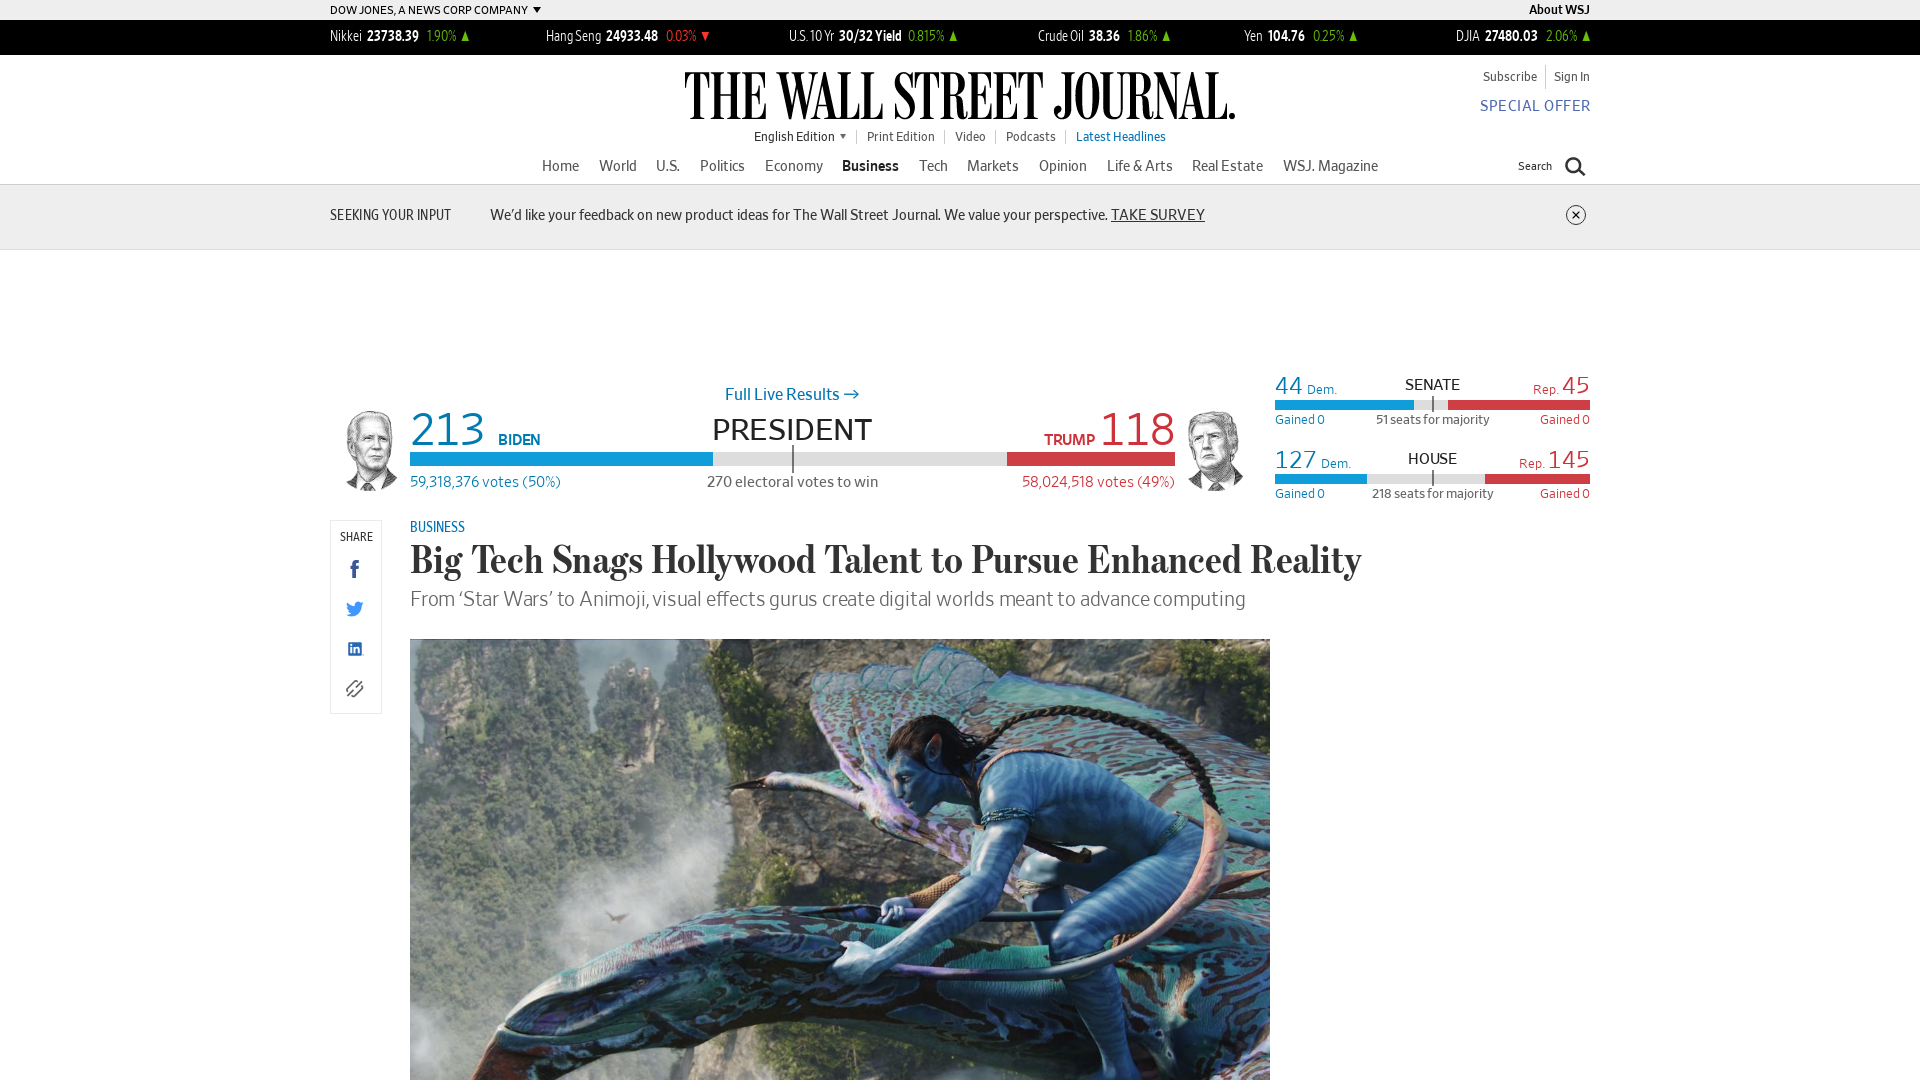 DOW JONES, A NEWS CORP COMPANY
About WSJ
Nikkei 23738.39 1.90%
Hang Seng 24933.48 0.03%
U.S. 10 Yr 30/32 Yield 0.815%
Crude Oil 38.36 1.86%
Yen 104.76 0.25%
DJIA 27480.03 2.06%
THE WALL STREET JOURNAL.
Subscribe
Sign In
SPECIAL OFFER
English Edition
Print Edition
Video
Podcasts
Latest Headlines
Home World U.S. Politics Economy Business Tech Markets Opinion Life & Arts Real Estate WSJ. Magazine
Search
SEEKING YOUR INPUT
We’d like your feedback on new product ideas for The Wall Street Journal. We value your perspective. TAKE SURVEY
Full Live Results →
213 BIDEN
PRESIDENT
TRUMP 118
59,318,376 votes (50%)
270 electoral votes to win
58,024,518 votes (49%)
44 Dem.
SENATE
Rep. 45
Gained 0
51 seats for majority
Gained 0
127 Dem.
HOUSE
Rep. 145
Gained 0
218 seats for majority
Gained 0
SHARE
BUSINESS
Big Tech Snags Hollywood Talent to Pursue Enhanced Reality
From ‘Star Wars’ to Animoji, visual effects gurus create digital worlds meant to advance computing